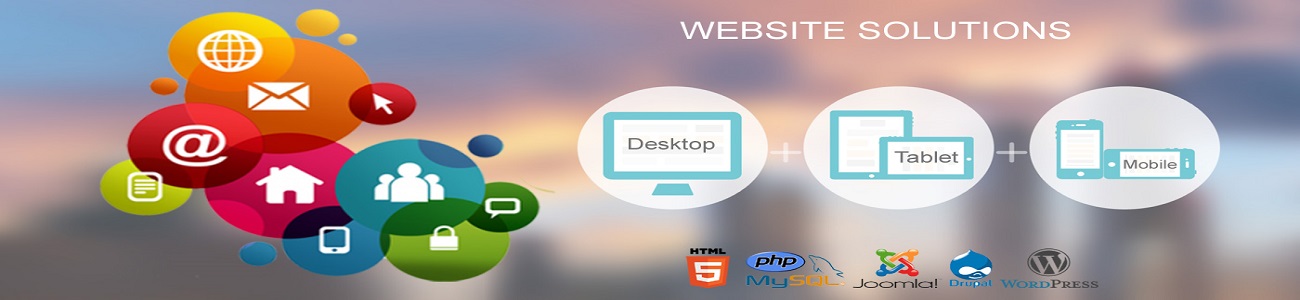 WEBSITE SOLUTIONS
Desktop
Tablet
Mobile
HTML
5
php
MySQL
Joomla!
Drupal
WORDPRESS